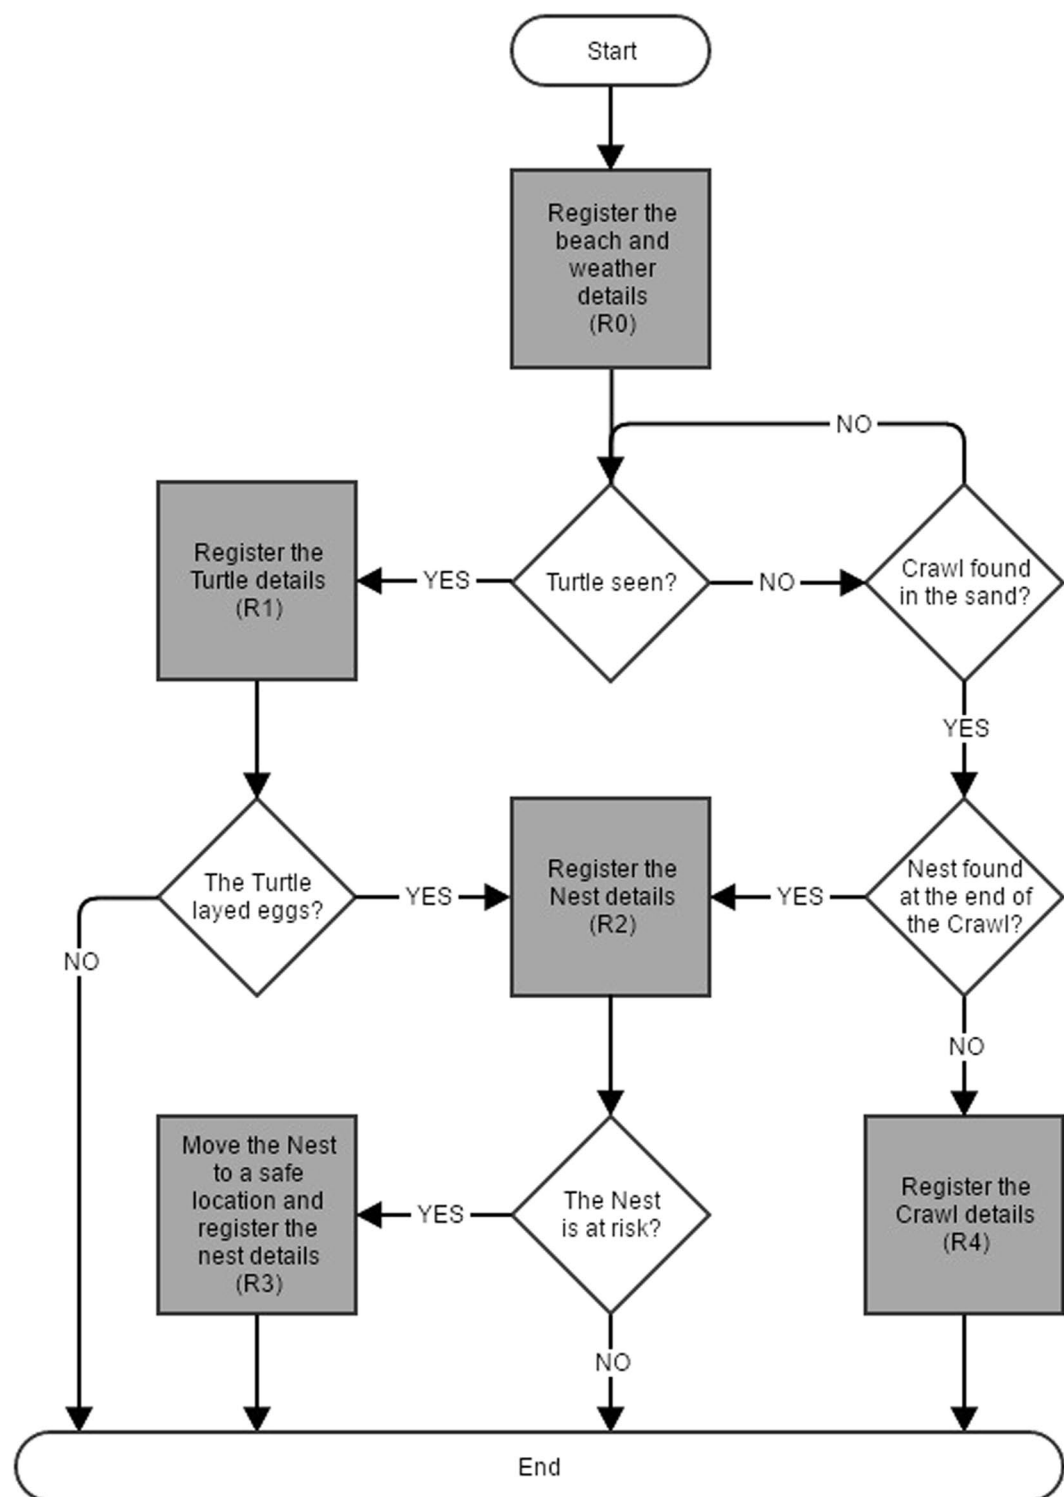 Start
Register the
beach and
weather
details
(R0)
NO
Register the
Turtle details
(R1)
YES
Turtle seen?
NO
Crawl found
in the sand?
YES
The Turtle
layed eggs?
YES
Register the
Nest details
(R2)
YES
Nest found
at the end of
the Crawl?
NO
NO
Move the Nest
to a safe
location and
register the
nest details
(R3)
YES
The Nest
is at risk?
Register the
Crawl details
(R4)
NO
End